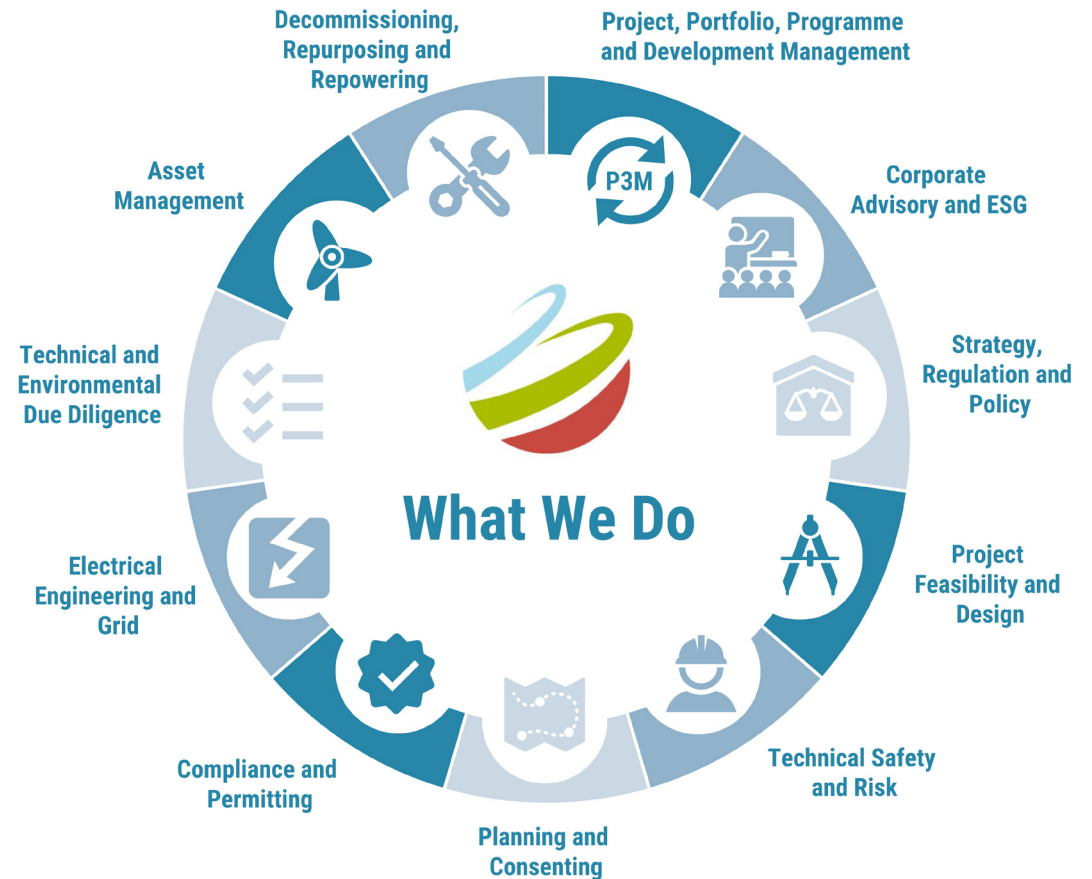 Decommissioning,
Repurposing and
Repowering
Project, Portfolio, Programme
and Development Management
P3M
Corporate
Advisory and ESG
Strategy,
Regulation and
Policy
Project
Feasibility and
Design
Technical Safety
and Risk
Planning and
Consenting
Compliance and
Permitting
Electrical
Engineering and
Grid
Technical and
Environmental
Due Diligence
Asset
Management
What We Do